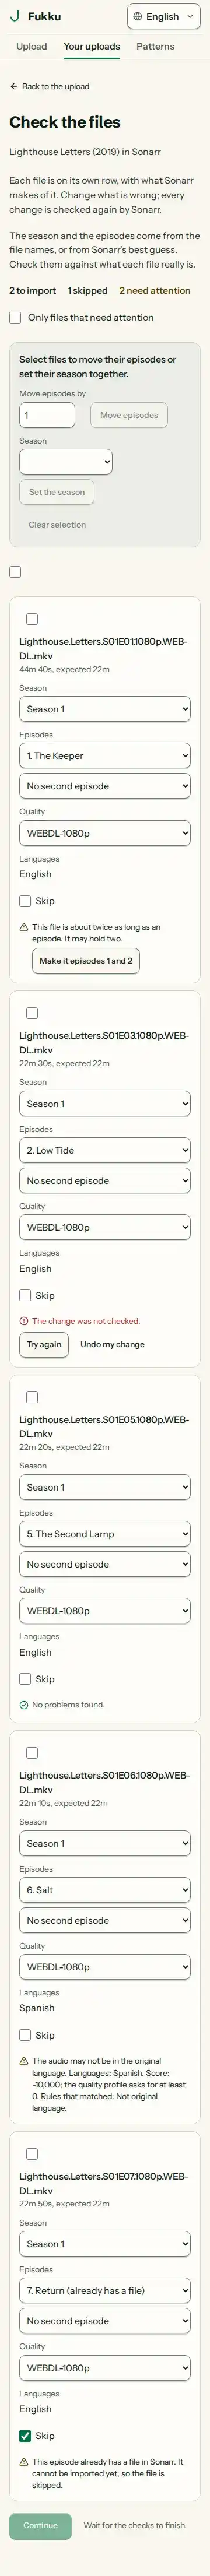 Fukku
English
Upload
Your uploads
Patterns
Back to the upload
Check the files
Lighthouse Letters (2019) in Sonarr
Each file is on its own row, with what Sonarr
makes of it. Change what is wrong; every
change is checked again by Sonarr.
The season and the episodes come from the
file names, or from Sonarr's best guess.
Check them against what each file really is.
2 to import
1 skipped
2 need attention
Only files that need attention
Select files to move their episodes or
set their season together.
Move episodes by
1
Move episodes
Season
Set the season
Clear selection
Lighthouse.Letters.S01E01.1080p.WEB-
DL.mkv
44m 40s, expected 22m
Season
Season 1
Episodes
1. The Keeper
No second episode
Quality
WEBDL-1080p
Languages
English
Skip
This file is about twice as long as an
episode. It may hold two.
Make it episodes 1 and 2
Lighthouse.Letters.S01E03.1080p.WEB-
DL.mkv
22m 30s, expected 22m
Season
Season 1
Episodes
2. Low Tide
No second episode
Quality
WEBDL-1080p
Languages
English
Skip
The change was not checked.
Try again
Undo my change
Lighthouse.Letters.S01E05.1080p.WEB-
DL.mkv
22m 20s, expected 22m
Season
Season 1
Episodes
5. The Second Lamp
No second episode
Quality
WEBDL-1080p
Languages
English
Skip
No problems found.
Lighthouse.Letters.S01E06.1080p.WEB-
DL.mkv
22m 10s, expected 22m
Season
Season 1
Episodes
6. Salt
No second episode
Quality
WEBDL-1080p
Languages
Spanish
Skip
The audio may not be in the original
language. Languages: Spanish. Score:
-10,000; the quality profile asks for at least
0. Rules that matched: Not original
language.
Lighthouse.Letters.S01E07.1080p.WEB-
DL.mkv
22m 50s, expected 22m
Season
Season 1
Episodes
7. Return (already has a file)
No second episode
Quality
WEBDL-1080p
Languages
English
Skip
This episode already has a file in Sonarr. It
cannot be imported yet, so the file is
skipped.
Continue
Wait for the checks to finish.